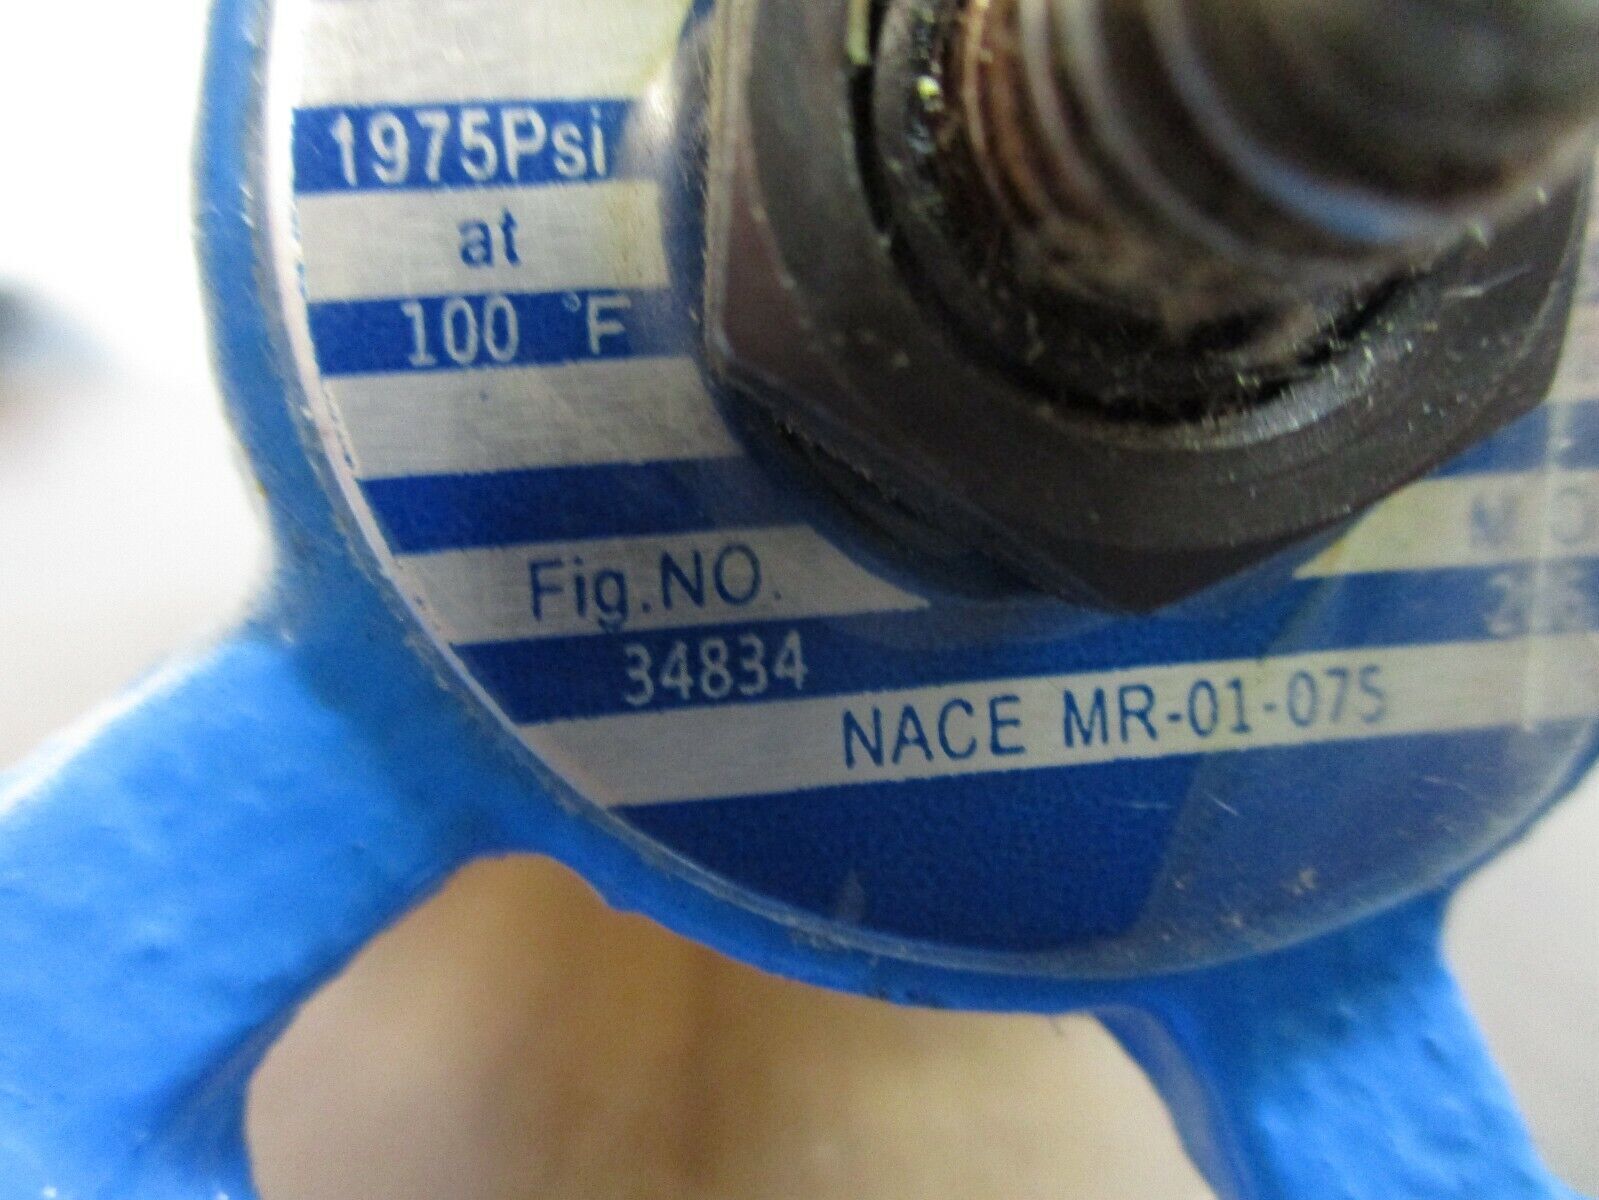 1975Psi
at
100 °F
Fig.NO.
34834
NACE MR-01-075